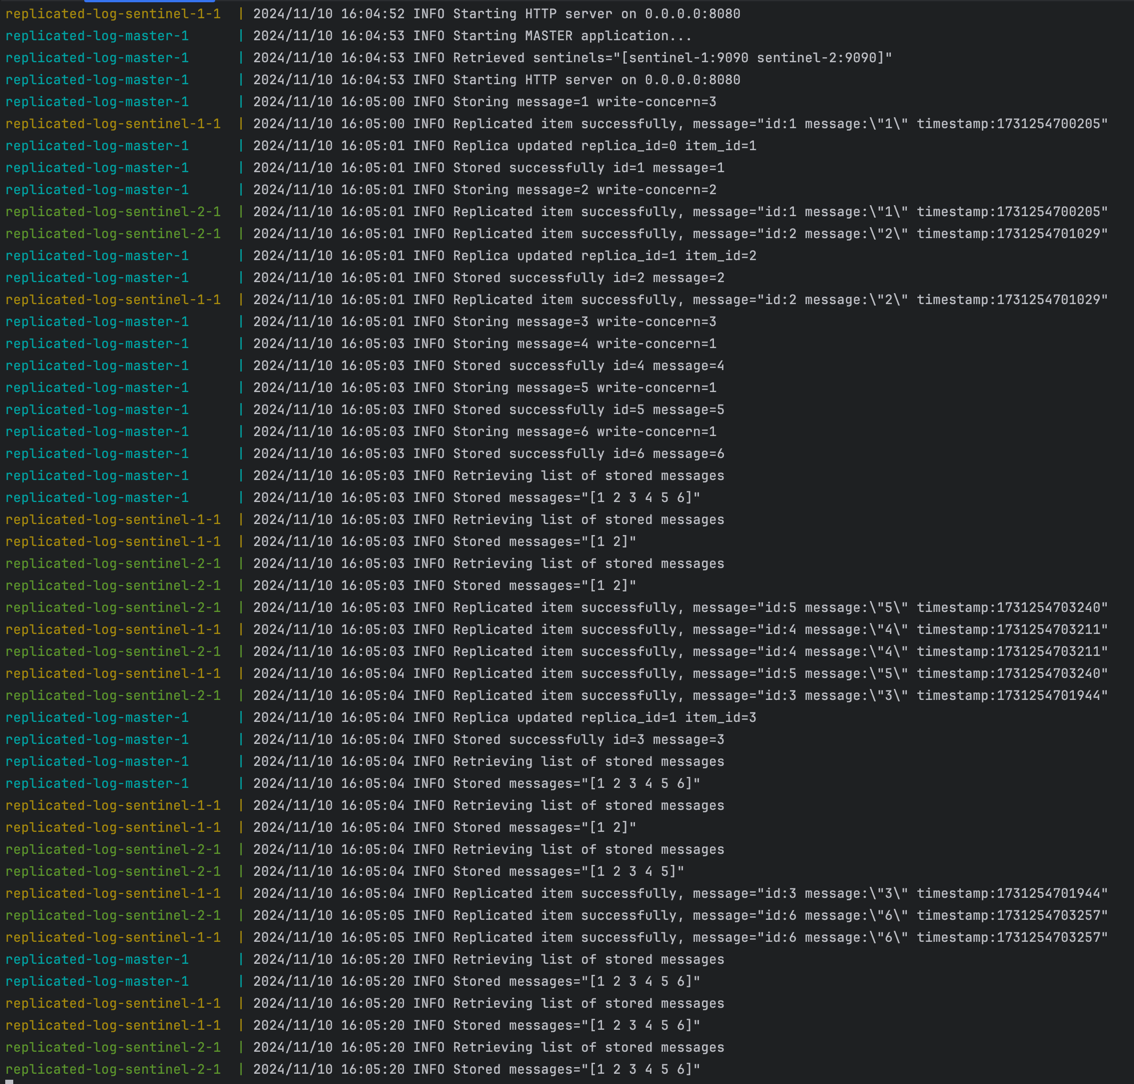 replicated-log-sentinel-1-1 | 2024/11/10 16:04:52 INFO Starting HTTP server on 0.0.0.0:8080
replicated-log-master-1 | 2024/11/10 16:04:53 INFO Starting MASTER application...
replicated-log-master-1 | 2024/11/10 16:04:53 INFO Retrieved sentinels="[sentinel-1:9090 sentinel-2:9090]"
replicated-log-master-1 | 2024/11/10 16:04:53 INFO Starting HTTP server on 0.0.0.0:8080
replicated-log-master-1 | 2024/11/10 16:05:00 INFO Storing message=1 write-concern=3
replicated-log-sentinel-1-1 | 2024/11/10 16:05:00 INFO Replicated item successfully, message="id:1 message:\"1\" timestamp:1731254700205"
replicated-log-master-1 | 2024/11/10 16:05:01 INFO Replica updated replica_id=0 item_id=1
replicated-log-master-1 | 2024/11/10 16:05:01 INFO Stored successfully id=1 message=1
replicated-log-master-1 | 2024/11/10 16:05:01 INFO Storing message=2 write-concern=2
replicated-log-sentinel-2-1 | 2024/11/10 16:05:01 INFO Replicated item successfully, message="id:1 message:\"1\" timestamp:1731254700205"
replicated-log-sentinel-2-1 | 2024/11/10 16:05:01 INFO Replicated item successfully, message="id:2 message:\"2\" timestamp:1731254701029"
replicated-log-master-1 | 2024/11/10 16:05:01 INFO Replica updated replica_id=1 item_id=2
replicated-log-master-1 | 2024/11/10 16:05:01 INFO Stored successfully id=2 message=2
replicated-log-sentinel-1-1 | 2024/11/10 16:05:01 INFO Replicated item successfully, message="id:2 message:\"2\" timestamp:1731254701029"
replicated-log-master-1 | 2024/11/10 16:05:01 INFO Storing message=3 write-concern=3
replicated-log-master-1 | 2024/11/10 16:05:03 INFO Storing message=4 write-concern=1
replicated-log-master-1 | 2024/11/10 16:05:03 INFO Stored successfully id=4 message=4
replicated-log-master-1 | 2024/11/10 16:05:03 INFO Storing message=5 write-concern=1
replicated-log-master-1 | 2024/11/10 16:05:03 INFO Stored successfully id=5 message=5
replicated-log-master-1 | 2024/11/10 16:05:03 INFO Storing message=6 write-concern=1
replicated-log-master-1 | 2024/11/10 16:05:03 INFO Stored successfully id=6 message=6
replicated-log-master-1 | 2024/11/10 16:05:03 INFO Retrieving list of stored messages
replicated-log-master-1 | 2024/11/10 16:05:03 INFO Stored messages="[1 2 3 4 5 6]"
replicated-log-sentinel-1-1 | 2024/11/10 16:05:03 INFO Retrieving list of stored messages
replicated-log-sentinel-1-1 | 2024/11/10 16:05:03 INFO Stored messages="[1 2]"
replicated-log-sentinel-2-1 | 2024/11/10 16:05:03 INFO Retrieving list of stored messages
replicated-log-sentinel-2-1 | 2024/11/10 16:05:03 INFO Stored messages="[1 2]"
replicated-log-sentinel-2-1 | 2024/11/10 16:05:03 INFO Replicated item successfully, message="id:5 message:\"5\" timestamp:1731254703240"
replicated-log-sentinel-1-1 | 2024/11/10 16:05:03 INFO Replicated item successfully, message="id:4 message:\"4\" timestamp:1731254703211"
replicated-log-sentinel-2-1 | 2024/11/10 16:05:03 INFO Replicated item successfully, message="id:4 message:\"4\" timestamp:1731254703211"
replicated-log-sentinel-1-1 | 2024/11/10 16:05:04 INFO Replicated item successfully, message="id:5 message:\"5\" timestamp:1731254703240"
replicated-log-sentinel-2-1 | 2024/11/10 16:05:04 INFO Replicated item successfully, message="id:3 message:\"3\" timestamp:1731254701944"
replicated-log-master-1 | 2024/11/10 16:05:04 INFO Replica updated replica_id=1 item_id=3
replicated-log-master-1 | 2024/11/10 16:05:04 INFO Stored successfully id=3 message=3
replicated-log-master-1 | 2024/11/10 16:05:04 INFO Retrieving list of stored messages
replicated-log-master-1 | 2024/11/10 16:05:04 INFO Stored messages="[1 2 3 4 5 6]"
replicated-log-sentinel-1-1 | 2024/11/10 16:05:04 INFO Retrieving list of stored messages
replicated-log-sentinel-1-1 | 2024/11/10 16:05:04 INFO Stored messages="[1 2]"
replicated-log-sentinel-2-1 | 2024/11/10 16:05:04 INFO Retrieving list of stored messages
replicated-log-sentinel-2-1 | 2024/11/10 16:05:04 INFO Stored messages="[1 2 3 4 5]"
replicated-log-sentinel-1-1 | 2024/11/10 16:05:04 INFO Replicated item successfully, message="id:3 message:\"3\" timestamp:1731254701944"
replicated-log-sentinel-2-1 | 2024/11/10 16:05:05 INFO Replicated item successfully, message="id:6 message:\"6\" timestamp:1731254703257"
replicated-log-sentinel-1-1 | 2024/11/10 16:05:05 INFO Replicated item successfully, message="id:6 message:\"6\" timestamp:1731254703257"
replicated-log-master-1 | 2024/11/10 16:05:20 INFO Retrieving list of stored messages
replicated-log-master-1 | 2024/11/10 16:05:20 INFO Stored messages="[1 2 3 4 5 6]"
replicated-log-sentinel-1-1 | 2024/11/10 16:05:20 INFO Retrieving list of stored messages
replicated-log-sentinel-1-1 | 2024/11/10 16:05:20 INFO Stored messages="[1 2 3 4 5 6]"
replicated-log-sentinel-2-1 | 2024/11/10 16:05:20 INFO Retrieving list of stored messages
replicated-log-sentinel-2-1 | 2024/11/10 16:05:20 INFO Stored messages="[1 2 3 4 5 6]"